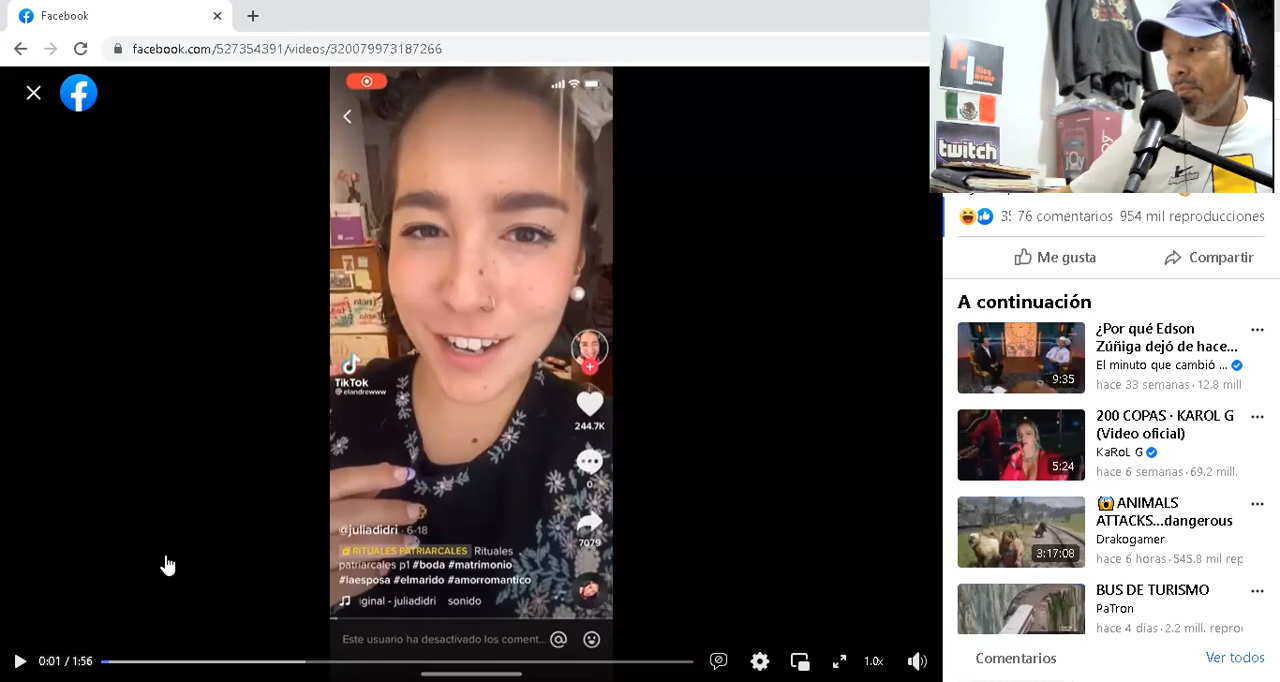 Facebook
facebook.com/527354391/videos/320079973187266
twitch
76 comentarios 954 mil reproducciones
Me gusta
Compartir
A continuación
¿Por qué Edson
Zúñiga dejó de hace...
El minuto que cambió ...
hace 33 semanas · 12.8 mill
9:35
200 COPAS · KAROL G
(Video oficial)
KaRoL G
hace 6 semanas · 69.2 mill.
5:24
😱ANIMALS
ATTACKS...dangerous
Drakogamer
hace 6 horas · 545.8 mil rep
3:17:08
BUS DE TURISMO
PaTron
hace 4 días · 2.2 mill. repro
Comentarios
Ver todos
TikTok
@elandrewww
244.7K
0
7079
@juliadidri · 6-18
RITUALES PATRIARCALES Rituales
patriarcales p1 #boda #matrimonio
#laesposa #elmarido #amorromantico
iginal - juliadidri sonido
Este usuario ha desactivado los coment...
0:01 / 1:56
1.0x